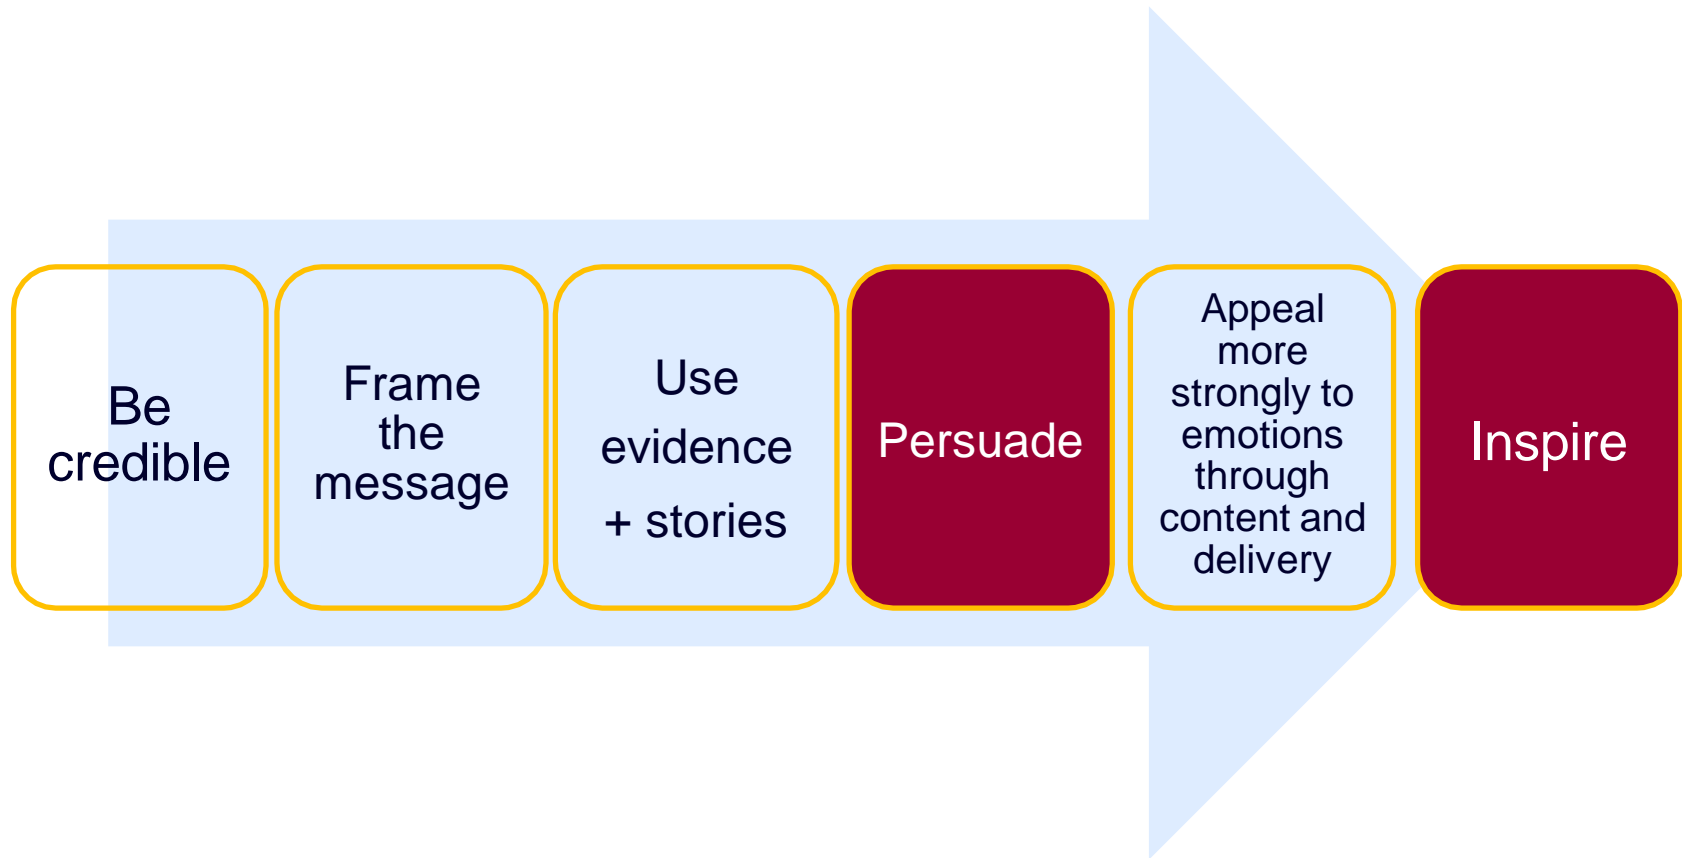 Be
credible
Frame
the
message
Use
evidence
+ stories
Persuade
Appeal
more
strongly to
emotions
through
content and
delivery
Inspire